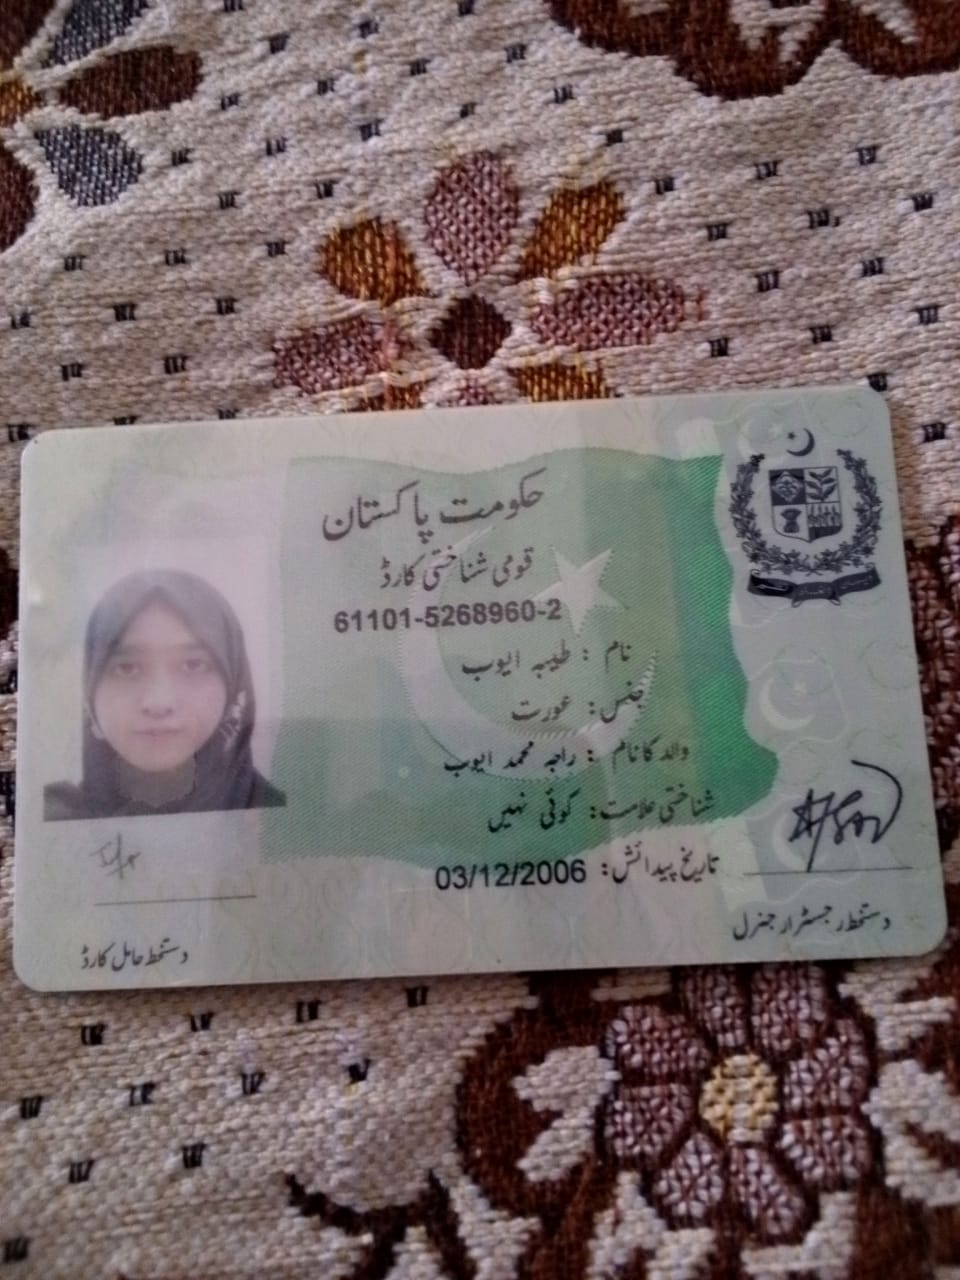 حکومت پاکستان
قومی شناختی کارڈ
61101-5268960-2
نام : طیبہ ایوب
جنس : عورت
والد کا نام : راجہ محمد ایوب
شناختی علامت : کوئی نہیں
تاریخ پیدائش : 03/12/2006
دستخط رجسٹرار جنرل
دستخط حامل کارڈ